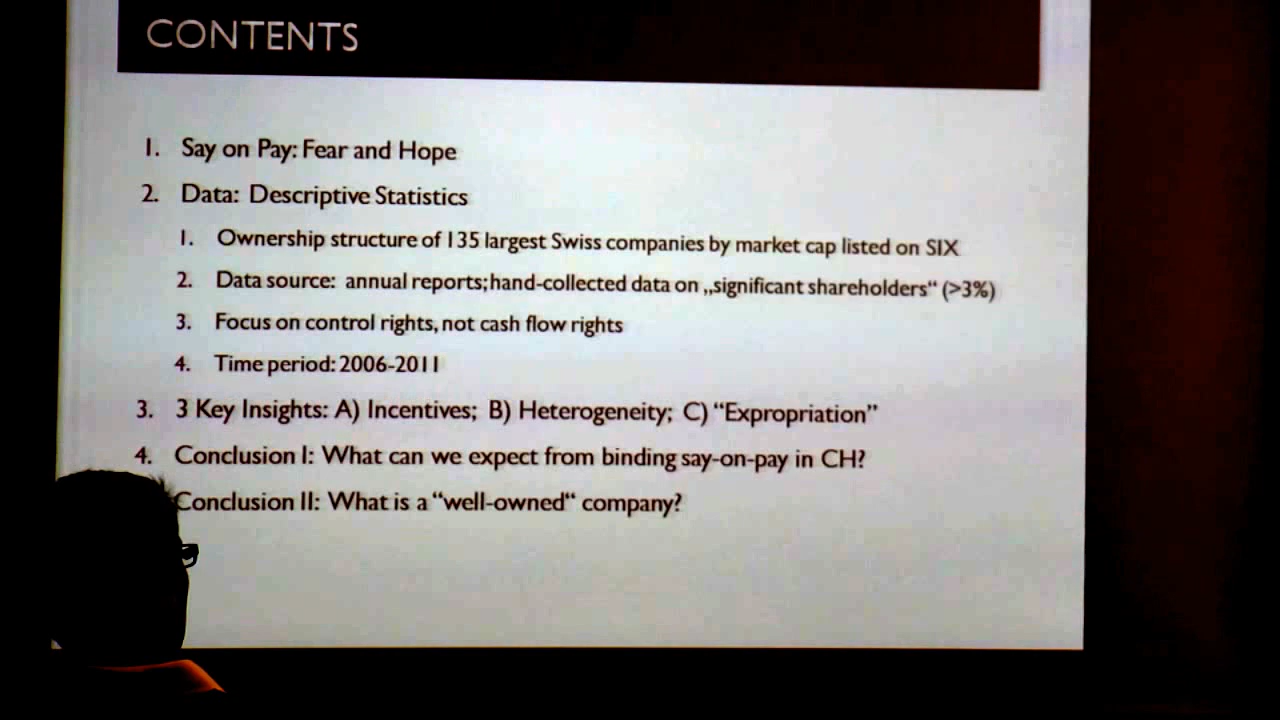 CONTENTS
1. Say on Pay: Fear and Hope
2. Data: Descriptive Statistics
1. Ownership structure of 135 largest Swiss companies by market cap listed on SIX
2. Data source: annual reports; hand-collected data on „significant shareholders“ (>3%)
3. Focus on control rights, not cash flow rights
4. Time period: 2006-2011
3. 3 Key Insights: A) Incentives; B) Heterogeneity; C) “Expropriation”
4. Conclusion I: What can we expect from binding say-on-pay in CH?
Conclusion II: What is a “well-owned“ company?